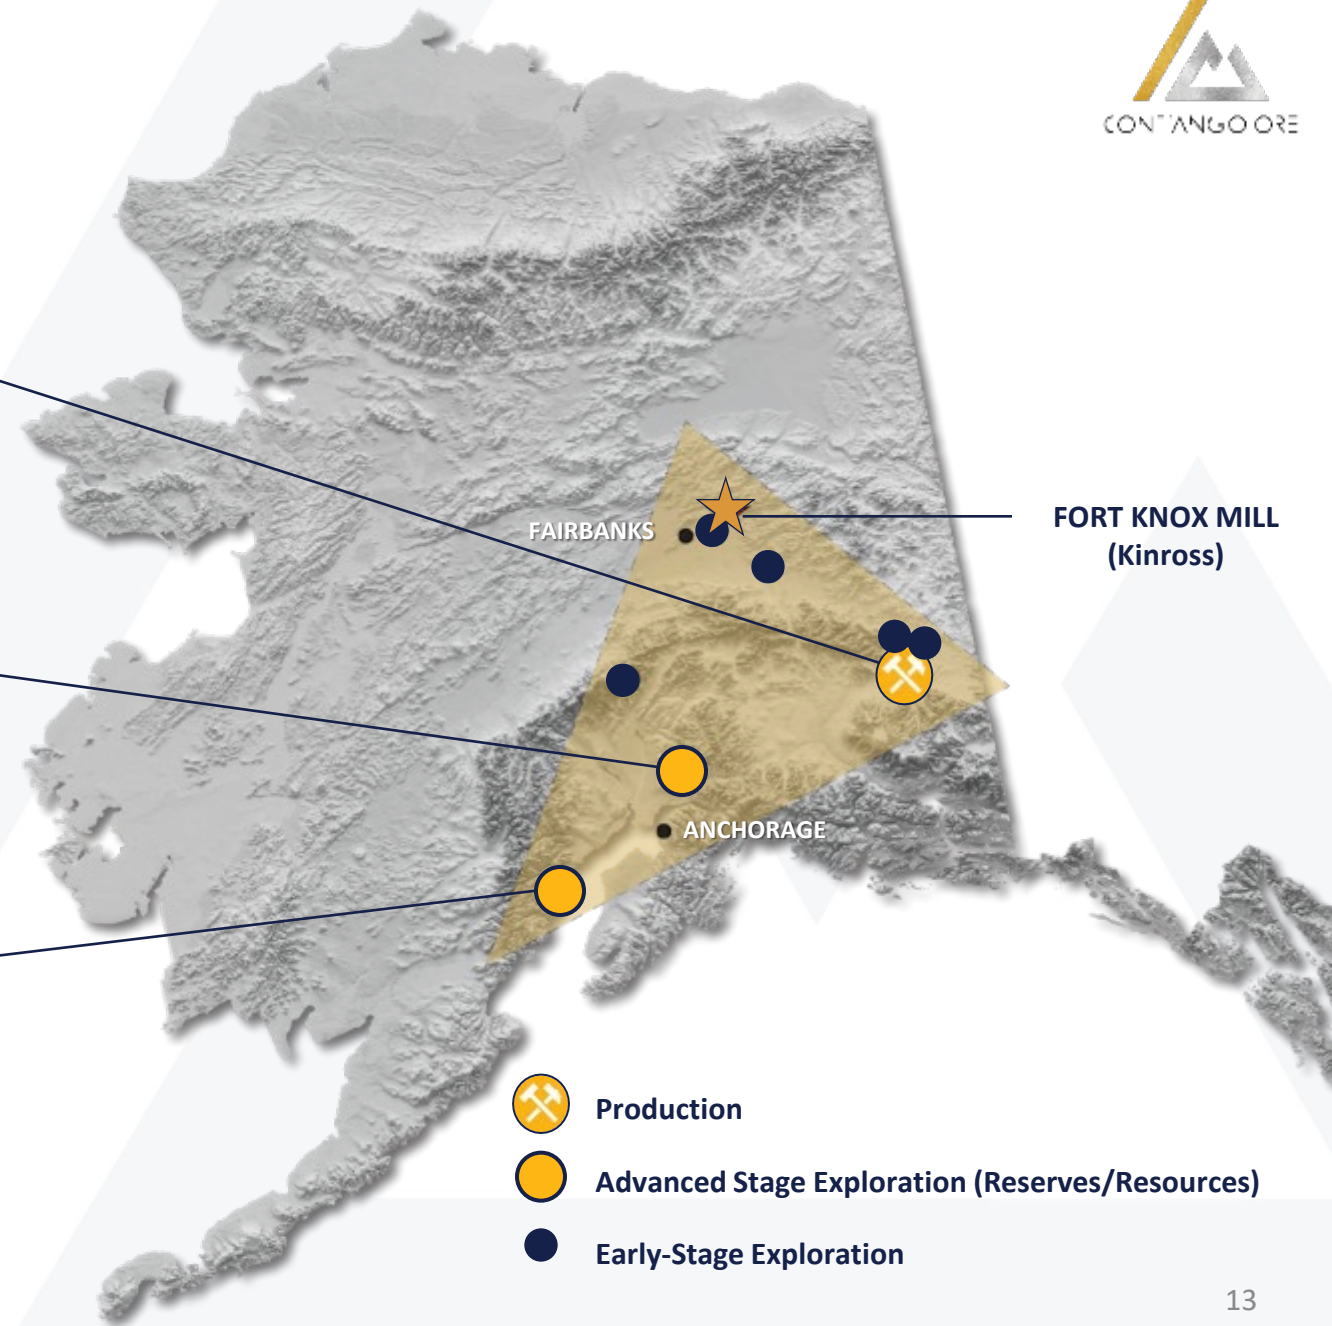 CONTANGO ORE
FORT KNOX MILL
(Kinross)
FAIRBANKS
ANCHORAGE
Production
Advanced Stage Exploration (Reserves/Resources)
Early-Stage Exploration
13